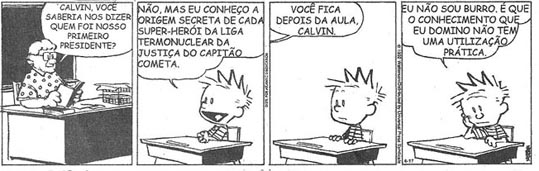 CALVIN, VOCÊ
SABERIA NOS DIZER
QUEM FOI NOSSO
PRIMEIRO
PRESIDENTE?
NÃO, MAS EU CONHEÇO A
ORIGEM SECRETA DE CADA
SUPER-HERÓI DA LIGA
TERMONUCLEAR DA
JUSTIÇA DO CAPITÃO
COMETA.
VOCÊ FICA
DEPOIS DA AULA,
CALVIN.
EU NÃO SOU BURRO. É QUE
O CONHECIMENTO QUE
EU DOMINO NÃO TEM
UMA UTILIZAÇÃO
PRÁTICA.